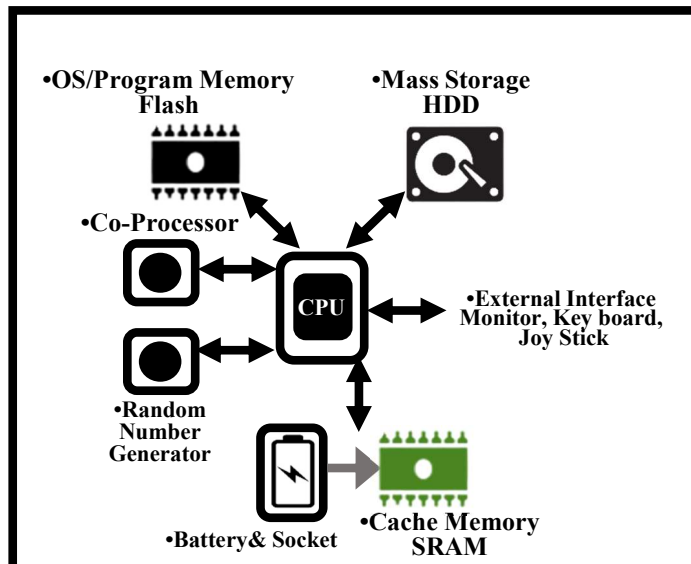 •OS/Program Memory
Flash
•Mass Storage
HDD
•Co-Processor
CPU
•External Interface
Monitor, Key board,
Joy Stick
•Random
Number
Generator
•Battery& Socket
•Cache Memory
SRAM